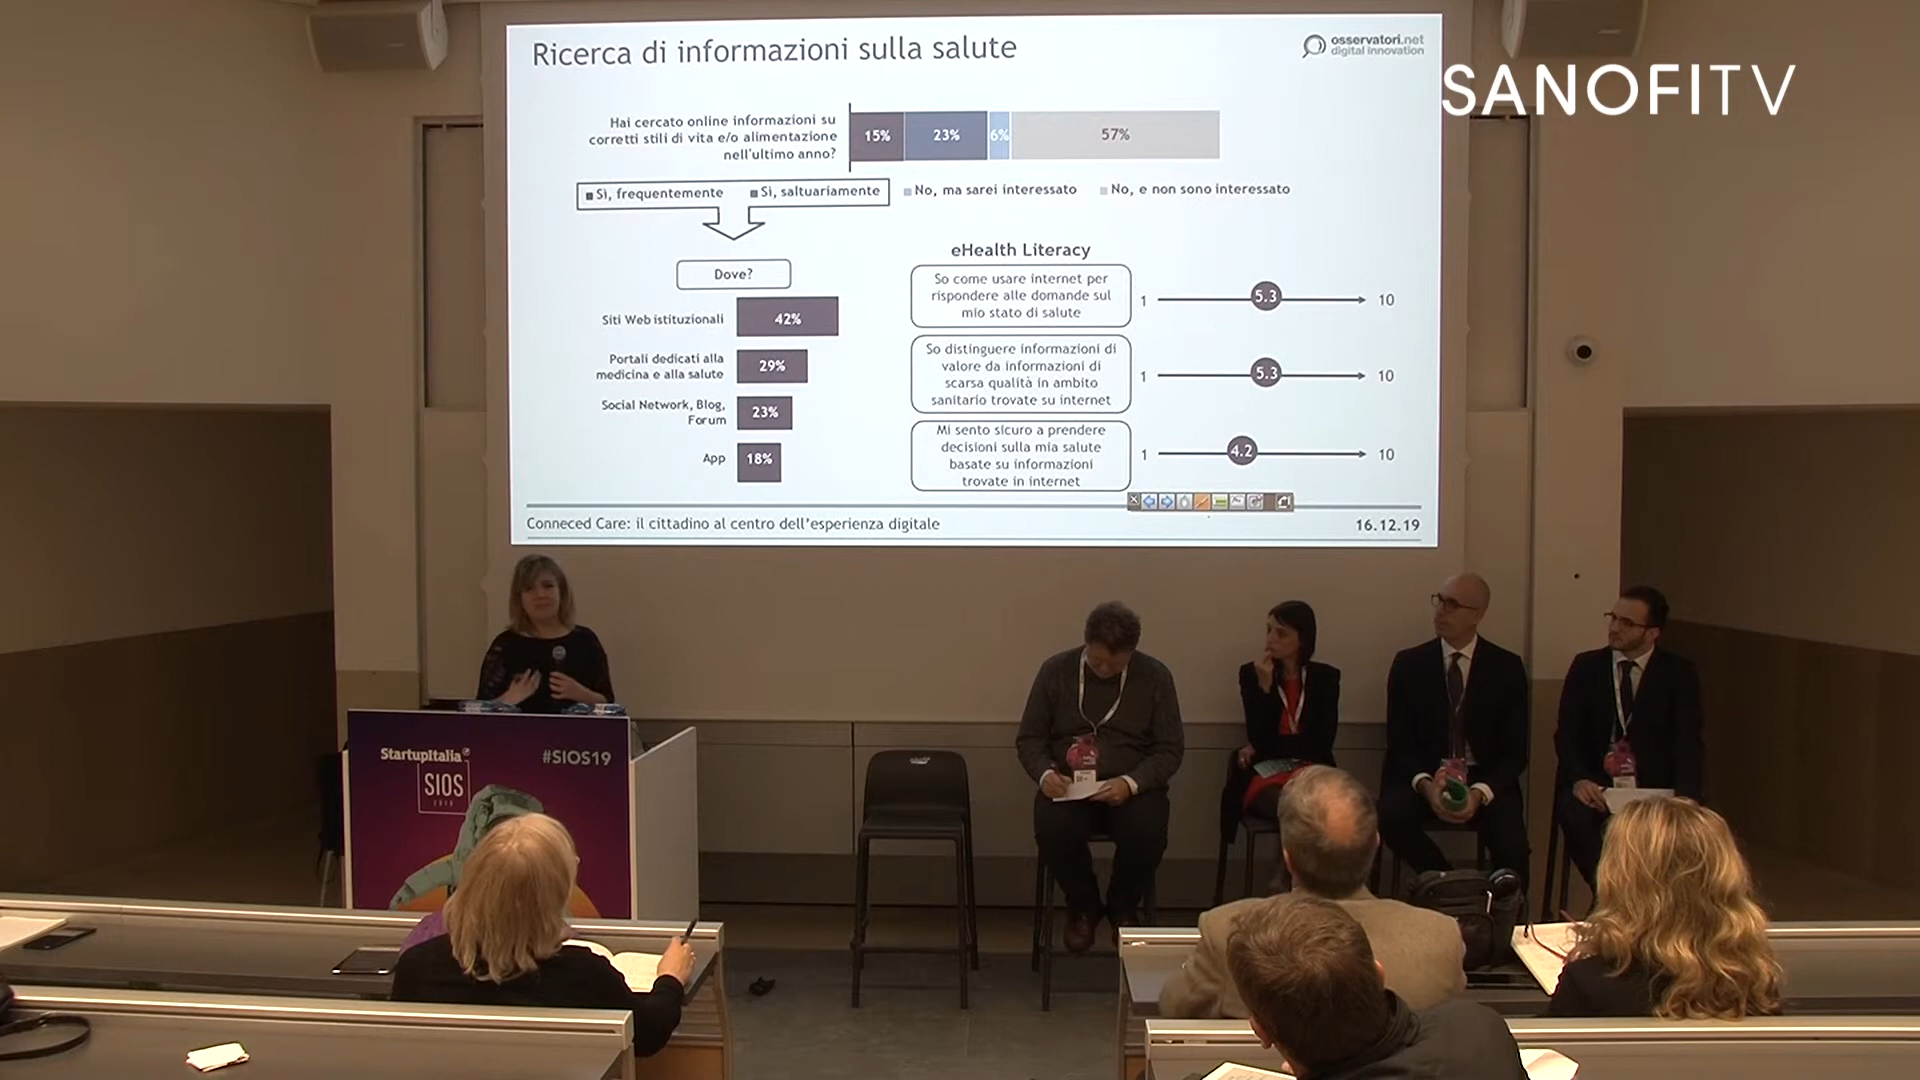 Ricerca di informazioni sulla salute
osservatori.net
digital innovation
SANOFITV
Hai cercato online informazioni su
corretti stili di vita e/o alimentazione
nell'ultimo anno?
15% 23% 6% 57%
Sì, frequentemente Sì, saltuariamente No, ma sarei interessato No, e non sono interessato
Dove?
Siti Web istituzionali 42%
Portali dedicati alla
medicina e alla salute
29%
Social Network, Blog,
Forum
23%
App 18%
eHealth Literacy
So come usare internet per
rispondere alle domande sul
mio stato di salute
1 5.3 10
So distinguere informazioni di
valore da informazioni di
scarsa qualità in ambito
sanitario trovate su internet
1 5.3 10
Mi sento sicuro a prendere
decisioni sulla mia salute
basate su informazioni
trovate in internet
1 4.2 10
Conneced Care: il cittadino al centro dell'esperienza digitale 16.12.19
StartupItalia
#SIOS19
SIOS